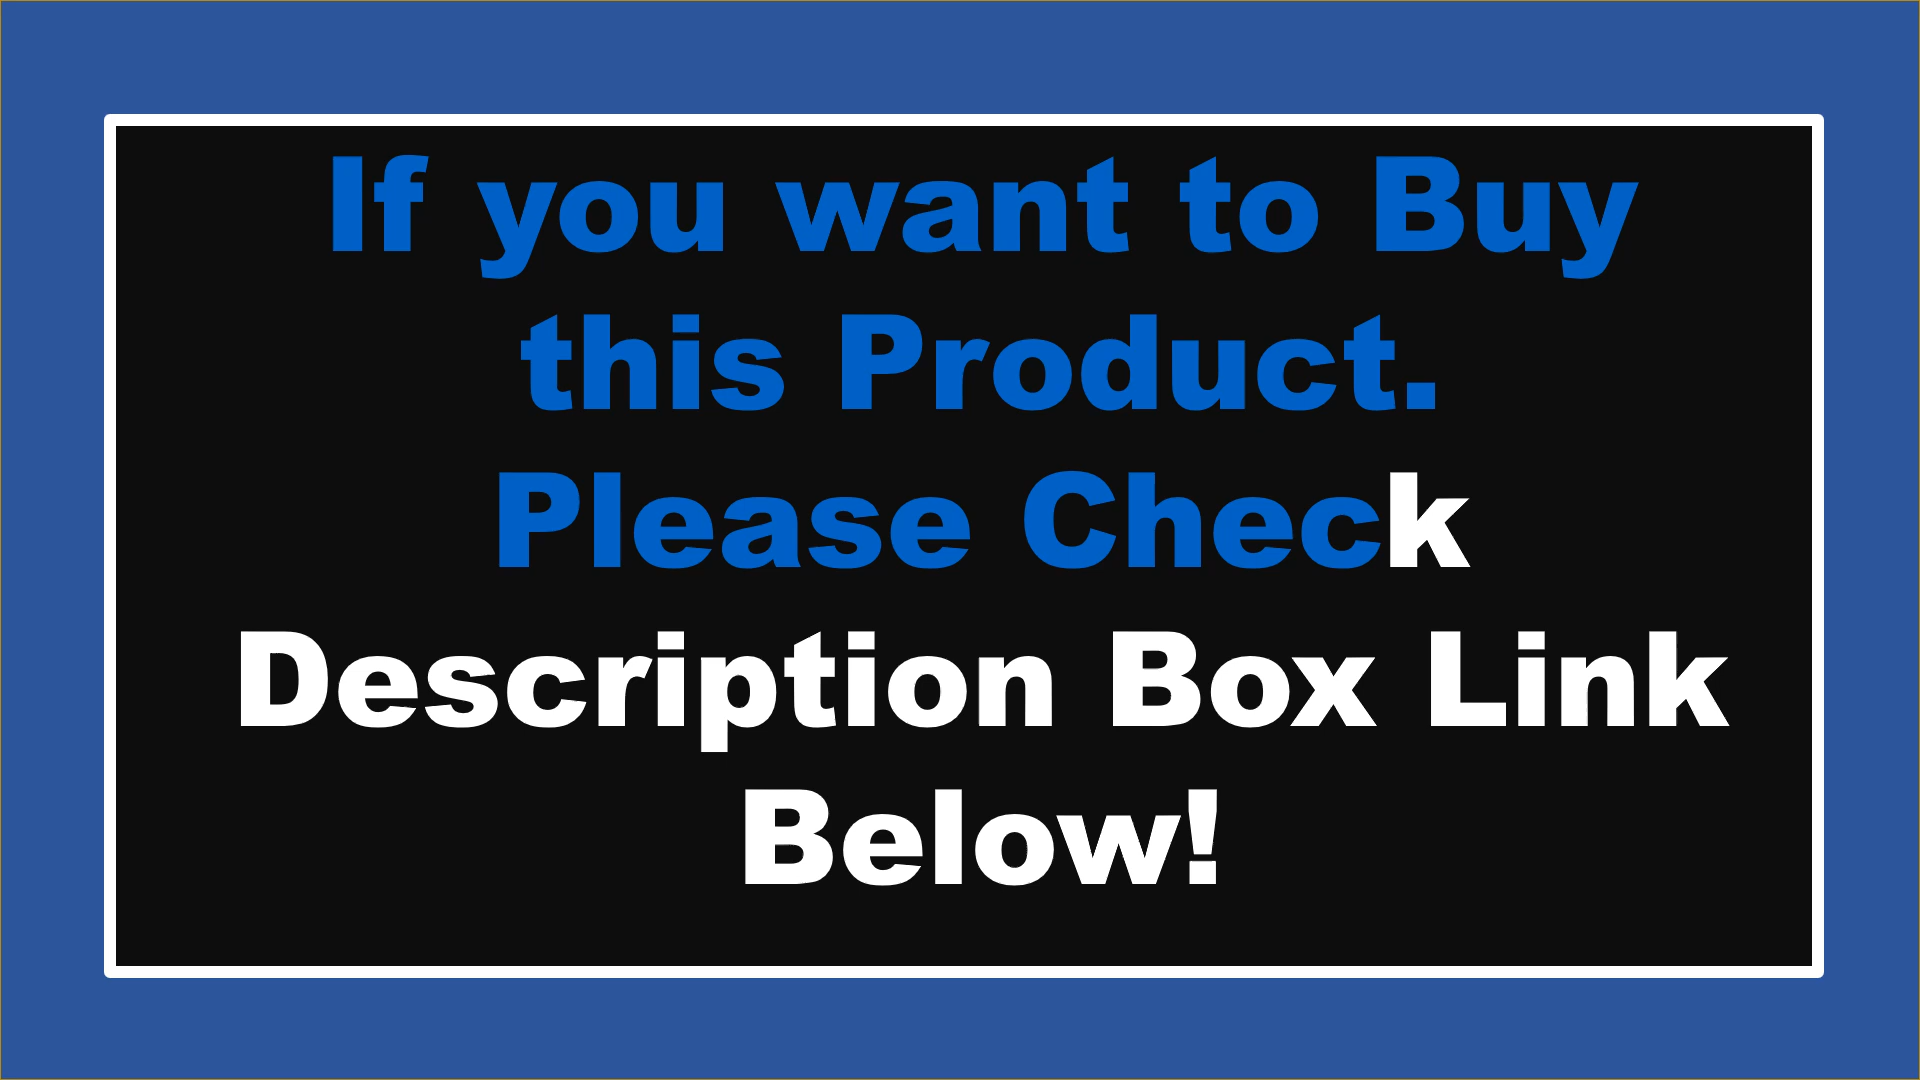 If you want to Buy
this Product.
Please Check
Description Box Link
Below!